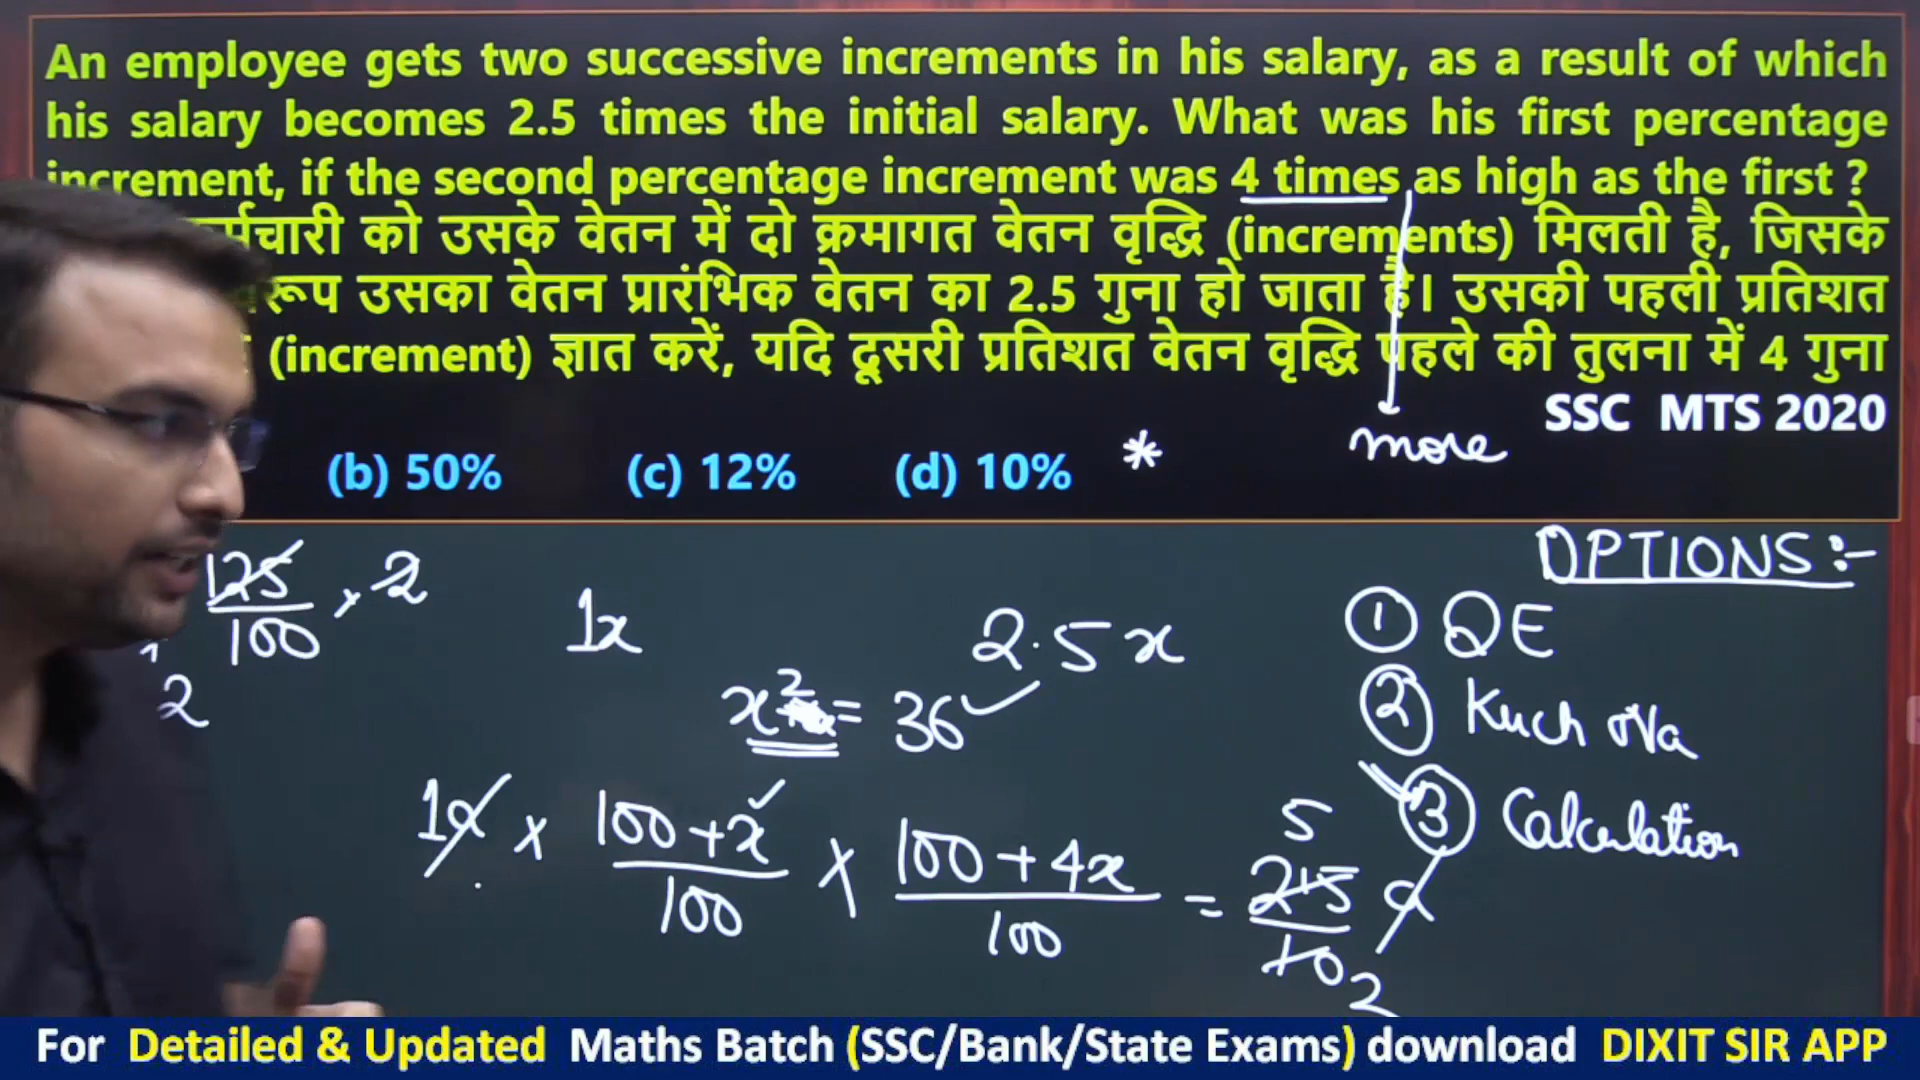 An employee gets two successive increments in his salary, as a result of which
his salary becomes 2.5 times the initial salary. What was his first percentage
increment, if the second percentage increment was 4 times as high as the first ?
र्मचारी को उसके वेतन में दो क्रमागत वेतन वृद्धि (increments) मिलती है, जिसके
रूप उसका वेतन प्रारंभिक वेतन का 2.5 गुना हो जाता है। उसकी पहली प्रतिशत
(increment) ज्ञात करें, यदि दूसरी प्रतिशत वेतन वृद्धि पहले की तुलना में 4 गुना
SSC MTS 2020
more
(b) 50% (c) 12% (d) 10% *
OPTIONS :-
125/100 × 2
2
1x 2.5x
① QE
x² = 36
② Kuch Na
③ Calculation
1x × (100+x)/100 × (100+4x)/100 = 25/10 x
5
2
For Detailed & Updated Maths Batch (SSC/Bank/State Exams) download DIXIT SIR APP